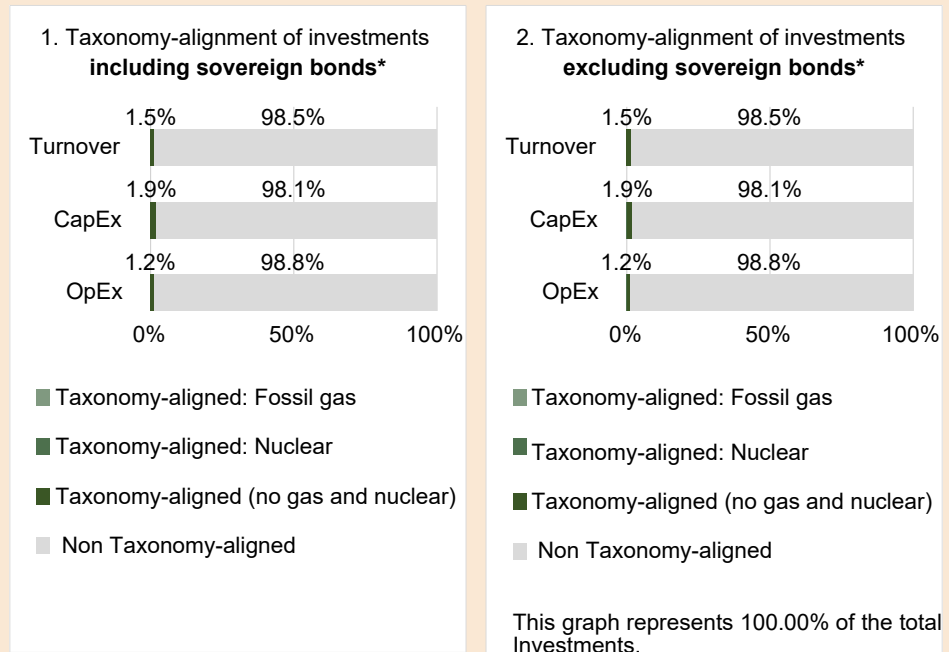 1. Taxonomy-alignment of investments
including sovereign bonds*
1.5% 98.5%
Turnover
1.9% 98.1%
CapEx
1.2% 98.8%
OpEx
0% 50% 100%
Taxonomy-aligned: Fossil gas
Taxonomy-aligned: Nuclear
Taxonomy-aligned (no gas and nuclear)
Non Taxonomy-aligned
2. Taxonomy-alignment of investments
excluding sovereign bonds*
1.5% 98.5%
Turnover
1.9% 98.1%
CapEx
1.2% 98.8%
OpEx
0% 50% 100%
Taxonomy-aligned: Fossil gas
Taxonomy-aligned: Nuclear
Taxonomy-aligned (no gas and nuclear)
Non Taxonomy-aligned
This graph represents 100.00% of the total
Investments.